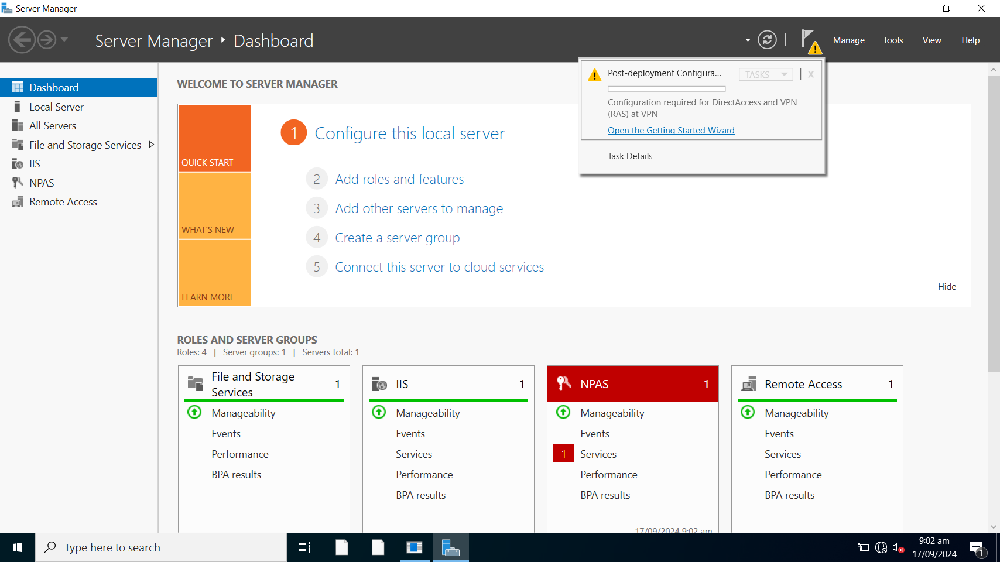 Server Manager
Server Manager ‣ Dashboard
Manage
Tools
View
Help
Dashboard
Local Server
All Servers
File and Storage Services
IIS
NPAS
Remote Access
WELCOME TO SERVER MANAGER
QUICK START
WHAT'S NEW
LEARN MORE
1 Configure this local server
2 Add roles and features
3 Add other servers to manage
4 Create a server group
5 Connect this server to cloud services
Hide
Post-deployment Configura...
TASKS
X
Configuration required for DirectAccess and VPN
(RAS) at VPN
Open the Getting Started Wizard
Task Details
ROLES AND SERVER GROUPS
Roles: 4 | Server groups: 1 | Servers total: 1
File and Storage
Services
1
Manageability
Events
Performance
BPA results
IIS 1
Manageability
Events
Services
Performance
BPA results
NPAS 1
Manageability
Events
1 Services
Performance
BPA results
17/09/2024 9:02 am
Remote Access 1
Manageability
Events
Services
Performance
BPA results
Type here to search
9:02 am
17/09/2024
1